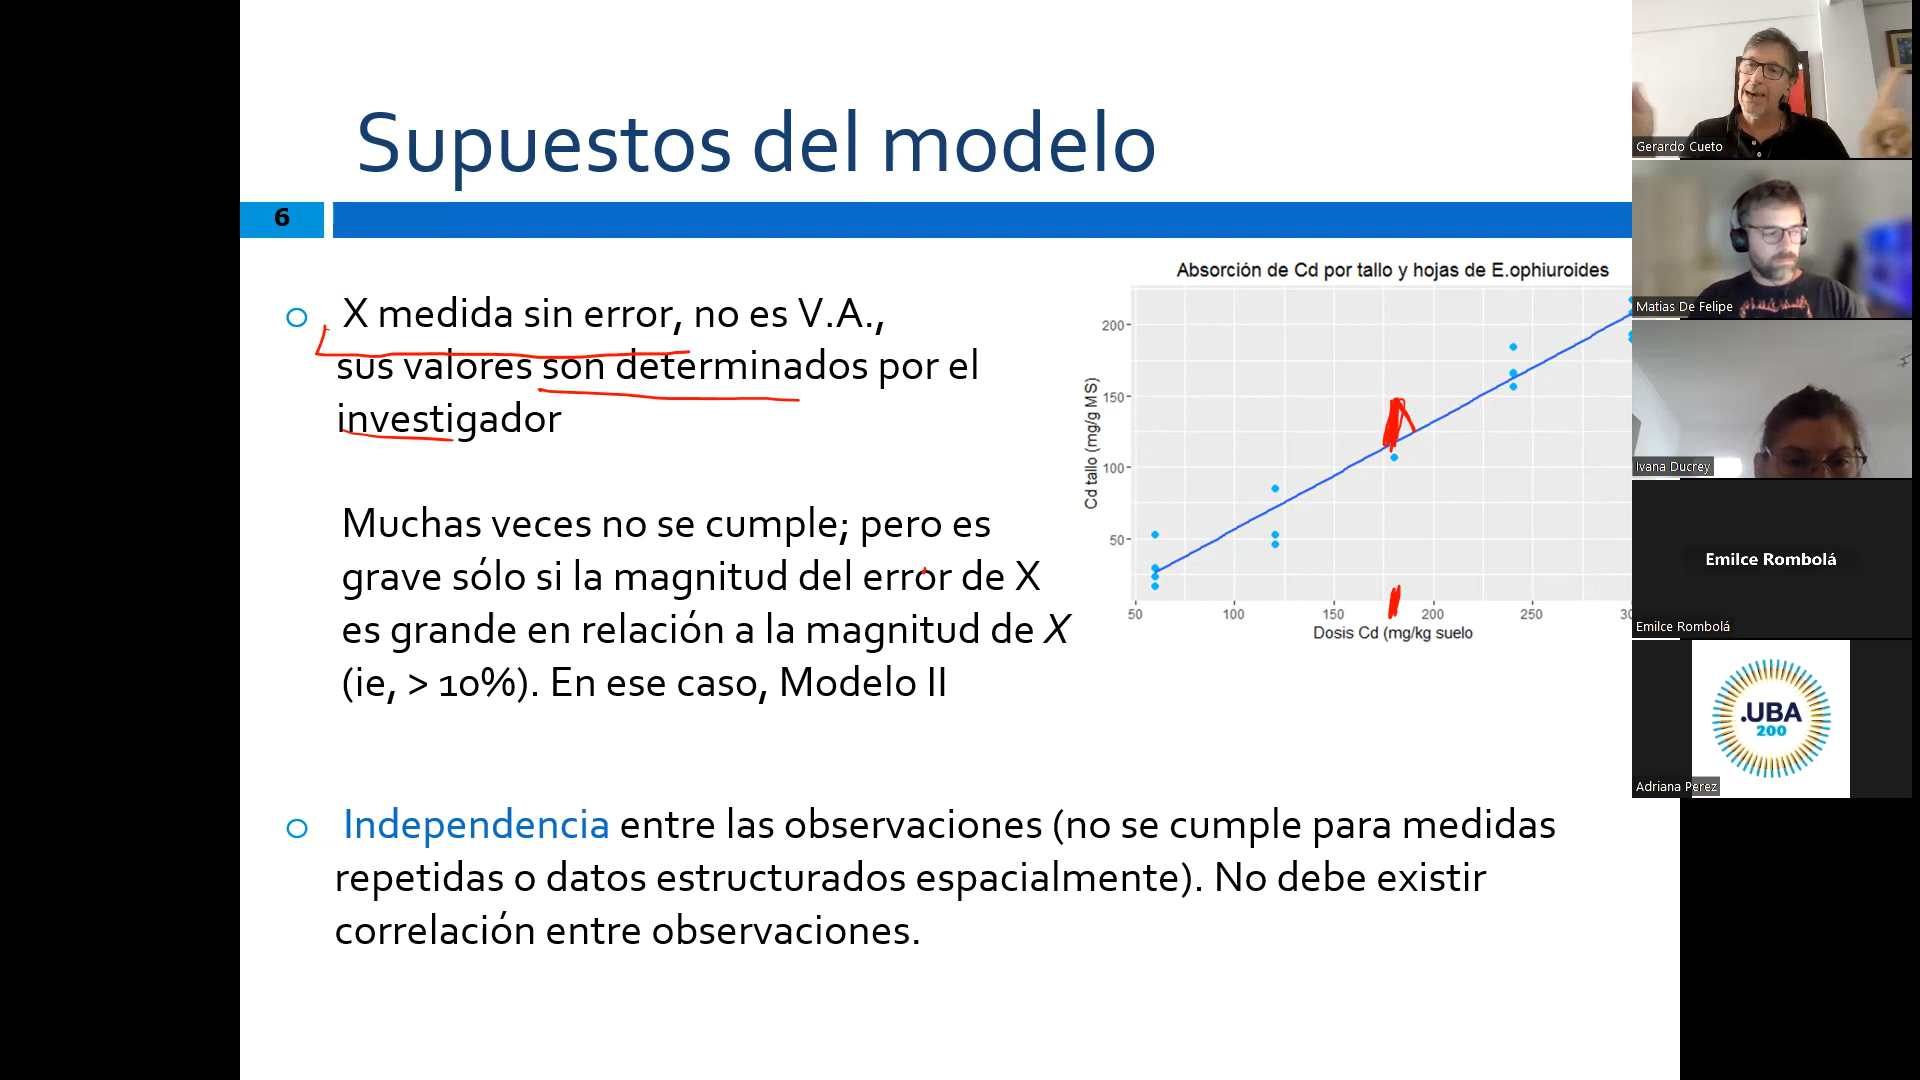 Supuestos del modelo
6
X medida sin error, no es V.A.,
sus valores son determinados por el
investigador
Muchas veces no se cumple; pero es
grave sólo si la magnitud del error de X
es grande en relación a la magnitud de X
(ie, > 10%). En ese caso, Modelo II
Independencia entre las observaciones (no se cumple para medidas
repetidas o datos estructurados espacialmente). No debe existir
correlación entre observaciones.
Absorción de Cd por tallo y hojas de E.ophiuroides
Cd tallo (mg/g MS)
200
150
100
50
50 100 150 200 250 30
Dosis Cd (mg/kg suelo
Gerardo Cueto
Matias De Felipe
Ivana Ducrey
Emilce Rombolá
Emilce Rombolá
.UBA
200
Adriana Perez